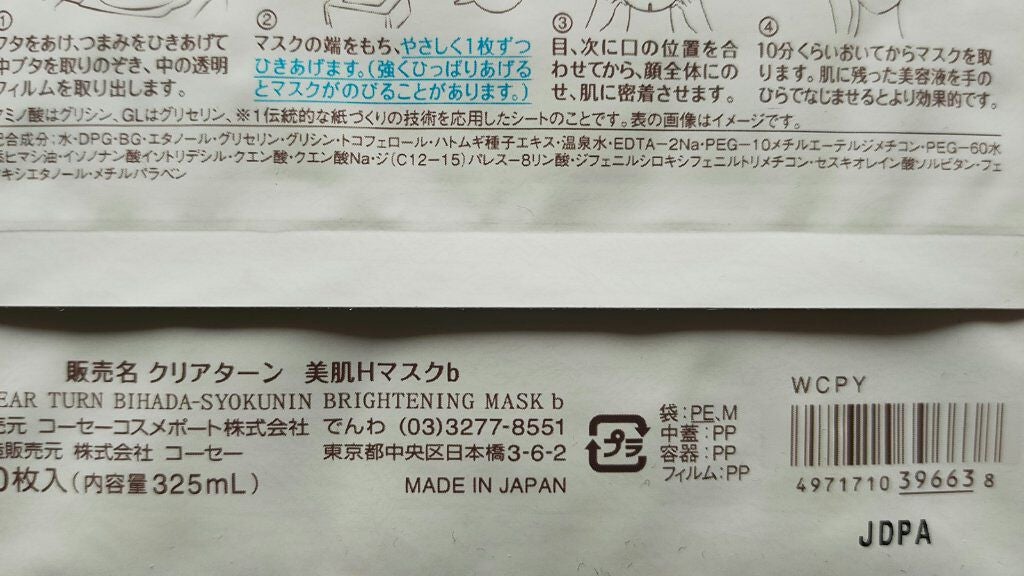 ①
フタをあけ、つまみをひきあげて
中ブタを取りのぞき、中の透明
フィルムを取り出します。
②
マスクの端をもち、やさしく1枚ずつ
ひきあげます。（強くひっぱりあげる
とマスクがのびることがあります。）
③
目、次に口の位置を合
わせてから、顔全体にの
せ、肌に密着させます。
④
10分くらいおいてからマスクを取
ります。肌に残った美容液を手の
ひらでなじませるとより効果的です。
アミノ酸はグリシン、GLはグリセリン、※1伝統的な紙づくりの技術を応用したシートのことです。表の画像はイメージです。
配合成分:水・DPG・BG・エタノール・グリセリン・グリシン・トコフェロール・ハトムギ種子エキス・温泉水・EDTA-2Na・PEG-10メチルエーテルジメチコン・PEG-60水
ヒマシ油・イソノナン酸イソトリデシル・クエン酸・クエン酸Na・ジ(C12-15)パレス-8リン酸・ジフェニルシロキシフェニルトリメチコン・セスキオレイン酸ソルビタン・フェ
キシエタノール・メチルパラベン
販売名 クリアターン 美肌Hマスクb
EAR TURN BIHADA-SYOKUNIN BRIGHTENING MASK b
売元 コーセーコスメポート株式会社 でんわ (03)3277-8551
造販売元 株式会社 コーセー 東京都中央区日本橋3-6-2
0枚入(内容量325mL) MADE IN JAPAN
プラ
袋:PE、M
中蓋:PP
容器:PP
フィルム:PP
WCPY
4971710 39663 8
JDPA